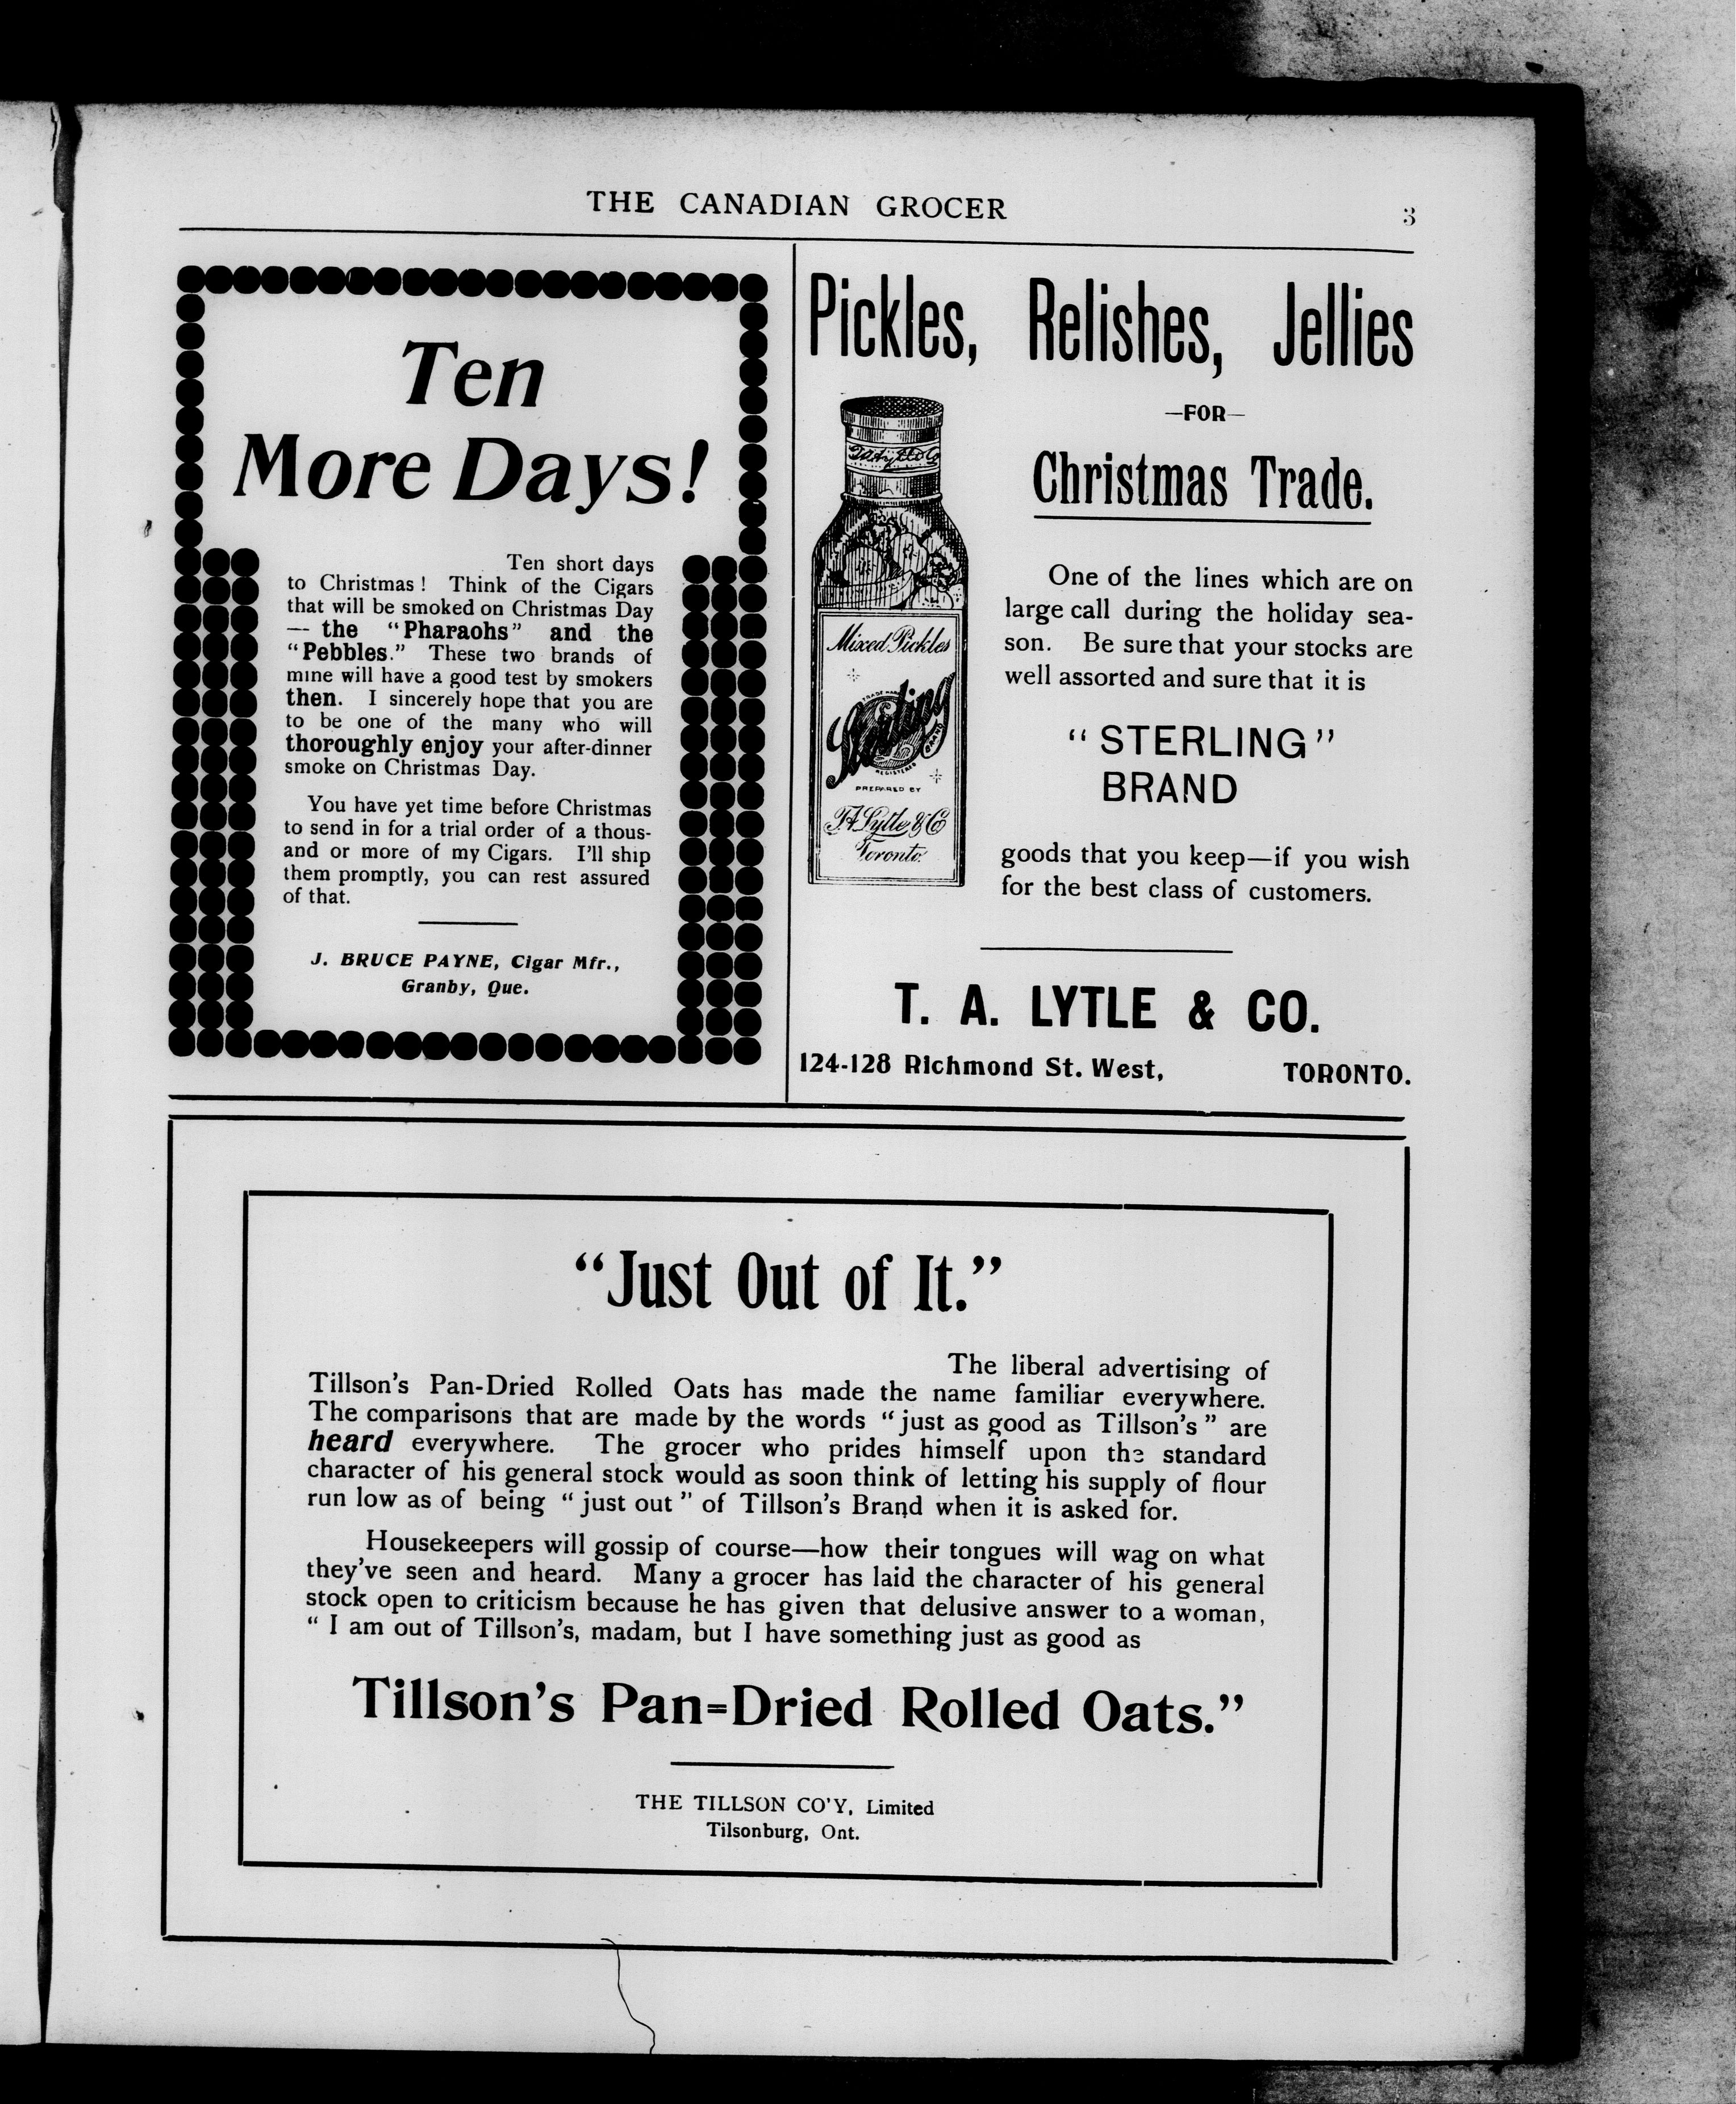 THE CANADIAN GROCER
3
Ten
More Days!
Ten short days
to Christmas! Think of the Cigars
that will be smoked on Christmas Day
— the "Pharaohs" and the
"Pebbles." These two brands of
mine will have a good test by smokers
then. I sincerely hope that you are
to be one of the many who will
thoroughly enjoy your after-dinner
smoke on Christmas Day.
You have yet time before Christmas
to send in for a trial order of a thous-
and or more of my Cigars. I'll ship
them promptly, you can rest assured
of that.
J. BRUCE PAYNE, Cigar Mfr.,
Granby, Que.
Pickles, Relishes, Jellies
—FOR—
Christmas Trade.
T A Lytle & Co
Mixed Pickles
TRADE MARK
Sterling
BRAND
REGISTERED
PREPARED BY
T A Lytle & Co
Toronto.
One of the lines which are on
large call during the holiday sea-
son. Be sure that your stocks are
well assorted and sure that it is
"STERLING"
BRAND
goods that you keep—if you wish
for the best class of customers.
T. A. LYTLE & CO.
124-128 Richmond St. West, TORONTO.
"Just Out of It."
The liberal advertising of
Tillson's Pan-Dried Rolled Oats has made the name familiar everywhere.
The comparisons that are made by the words "just as good as Tillson's" are
heard everywhere. The grocer who prides himself upon the standard
character of his general stock would as soon think of letting his supply of flour
run low as of being "just out" of Tillson's Brand when it is asked for.
Housekeepers will gossip of course—how their tongues will wag on what
they've seen and heard. Many a grocer has laid the character of his general
stock open to criticism because he has given that delusive answer to a woman,
"I am out of Tillson's, madam, but I have something just as good as
Tillson's Pan-Dried Rolled Oats."
THE TILLSON CO'Y, Limited
Tilsonburg, Ont.